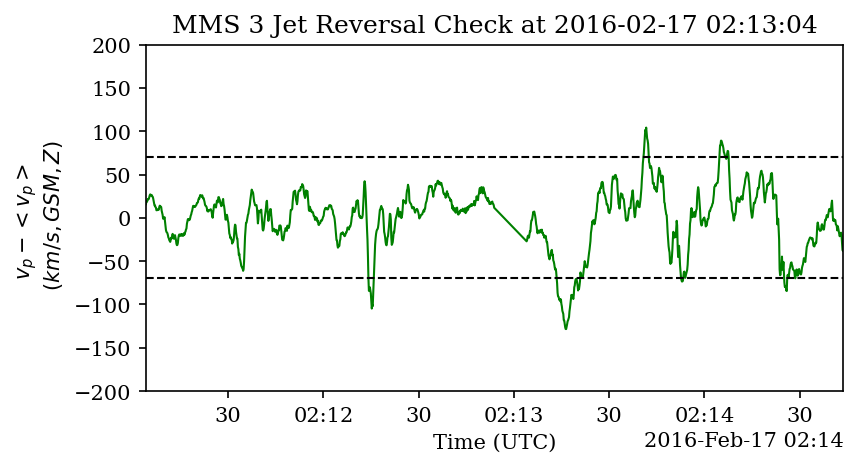 MMS 3 Jet Reversal Check at 2016-02-17 02:13:04
v_p − < v_p >
(km/s, GSM, Z)
200
150
100
50
0
−50
−100
−150
−200
30 02:12 30 02:13 30 02:14 30
Time (UTC)
2016-Feb-17 02:14